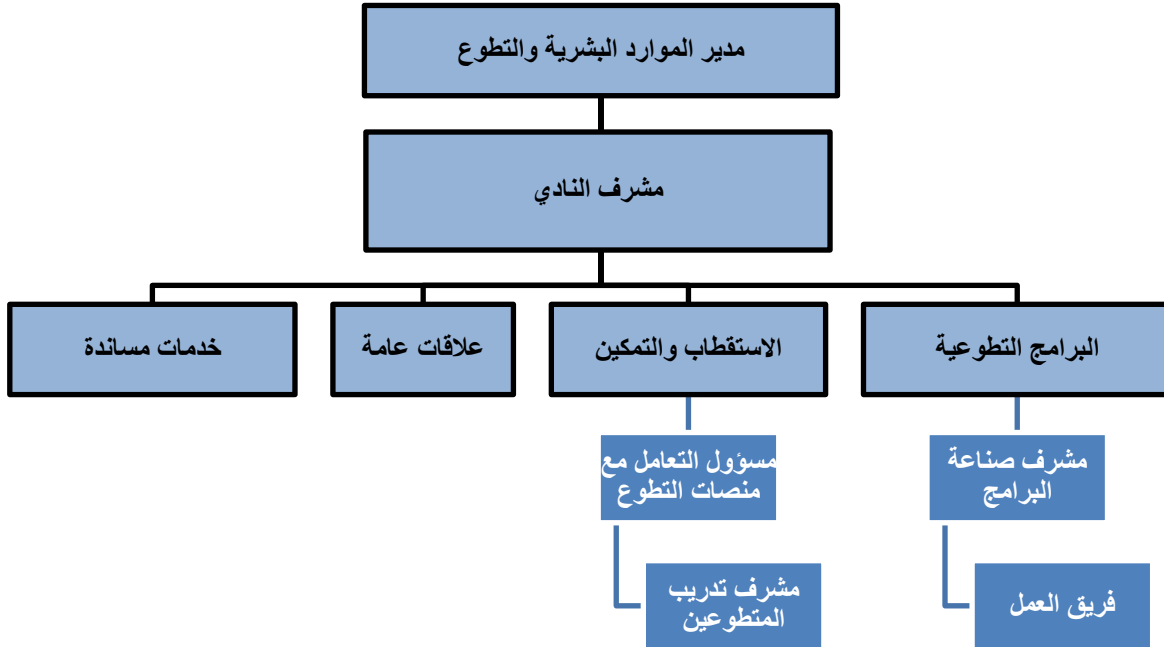 مدير الموارد البشرية والتطوع
مشرف النادي
البرامج التطوعية
الاستقطاب والتمكين
علاقات عامة
خدمات مساندة
مشرف صناعة
البرامج
مسؤول التعامل مع
منصات التطوع
فريق العمل
مشرف تدريب
المتطوعين